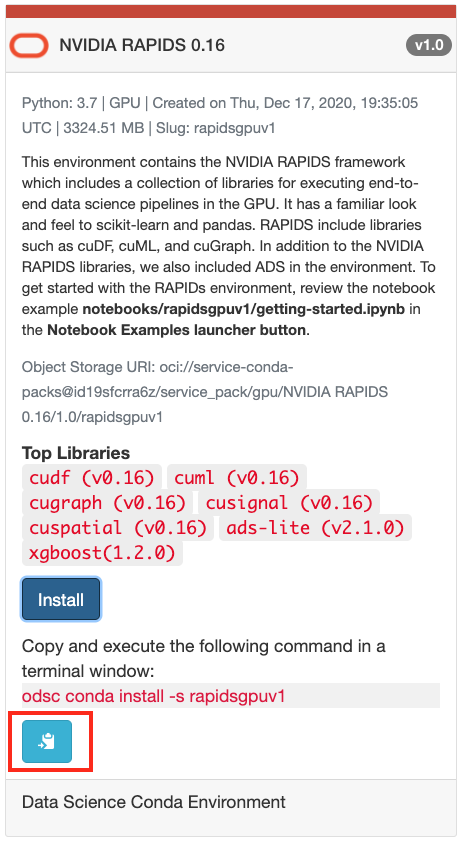 NVIDIA RAPIDS 0.16
v1.0
Python: 3.7 | GPU | Created on Thu, Dec 17, 2020, 19:35:05
UTC | 3324.51 MB | Slug: rapidsgpuv1
This environment contains the NVIDIA RAPIDS framework
which includes a collection of libraries for executing end-to-
end data science pipelines in the GPU. It has a familiar look
and feel to scikit-learn and pandas. RAPIDS include libraries
such as cuDF, cuML, and cuGraph. In addition to the NVIDIA
RAPIDS libraries, we also included ADS in the environment. To
get started with the RAPIDs environment, review the notebook
example notebooks/rapidsgpuv1/getting-started.ipynb in
the Notebook Examples launcher button.
Object Storage URI: oci://service-conda-
packs@id19sfcrra6z/service_pack/gpu/NVIDIA RAPIDS
0.16/1.0/rapidsgpuv1
Top Libraries
cudf (v0.16) cuml (v0.16)
cugraph (v0.16) cusignal (v0.16)
cuspatial (v0.16) ads-lite (v2.1.0)
xgboost(1.2.0)
Install
Copy and execute the following command in a
terminal window:
odsc conda install -s rapidsgpuv1
Data Science Conda Environment